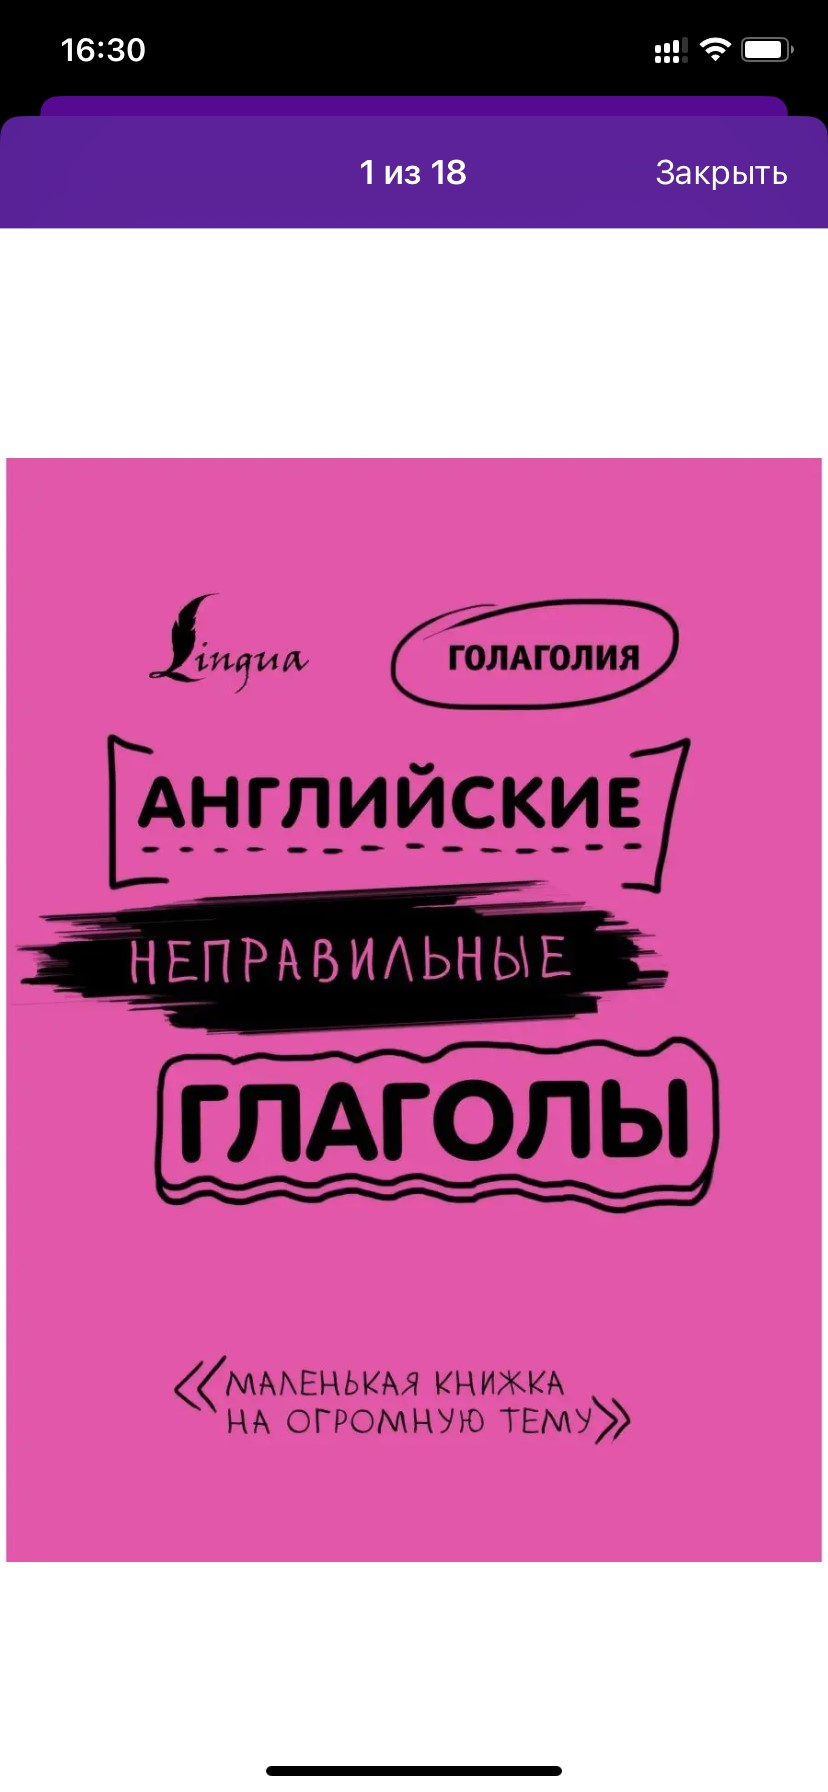 16:30
1 из 18
Закрыть
Lingua
ГОЛАГОЛИЯ
АНГЛИЙСКИЕ
НЕПРАВИЛЬНЫЕ
ГЛАГОЛЫ
«МАЛЕНЬКАЯ КНИЖКА
НА ОГРОМНУЮ ТЕМУ»